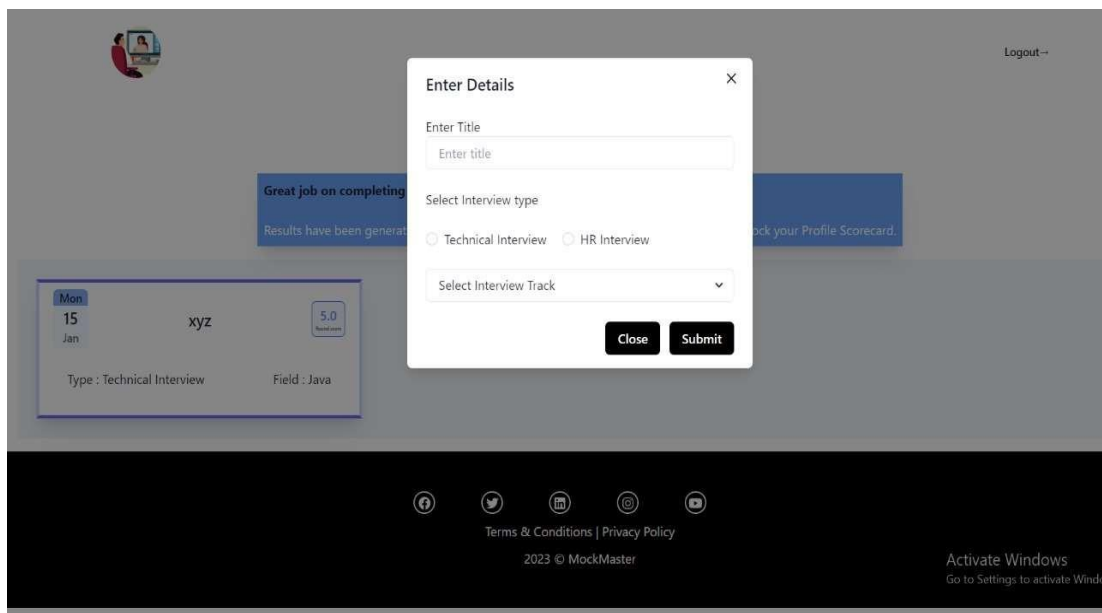 Logout→
Enter Details
Enter Title
Enter title
Great job on completing
Select Interview type
Results have been generat
ock your Profile Scorecard.
Technical Interview HR Interview
Select Interview Track
Mon
15
Jan
xyz
5.0
Close Submit
Type : Technical Interview Field : Java
Terms & Conditions | Privacy Policy
2023 © MockMaster
Activate Windows
Go to Settings to activate Wind